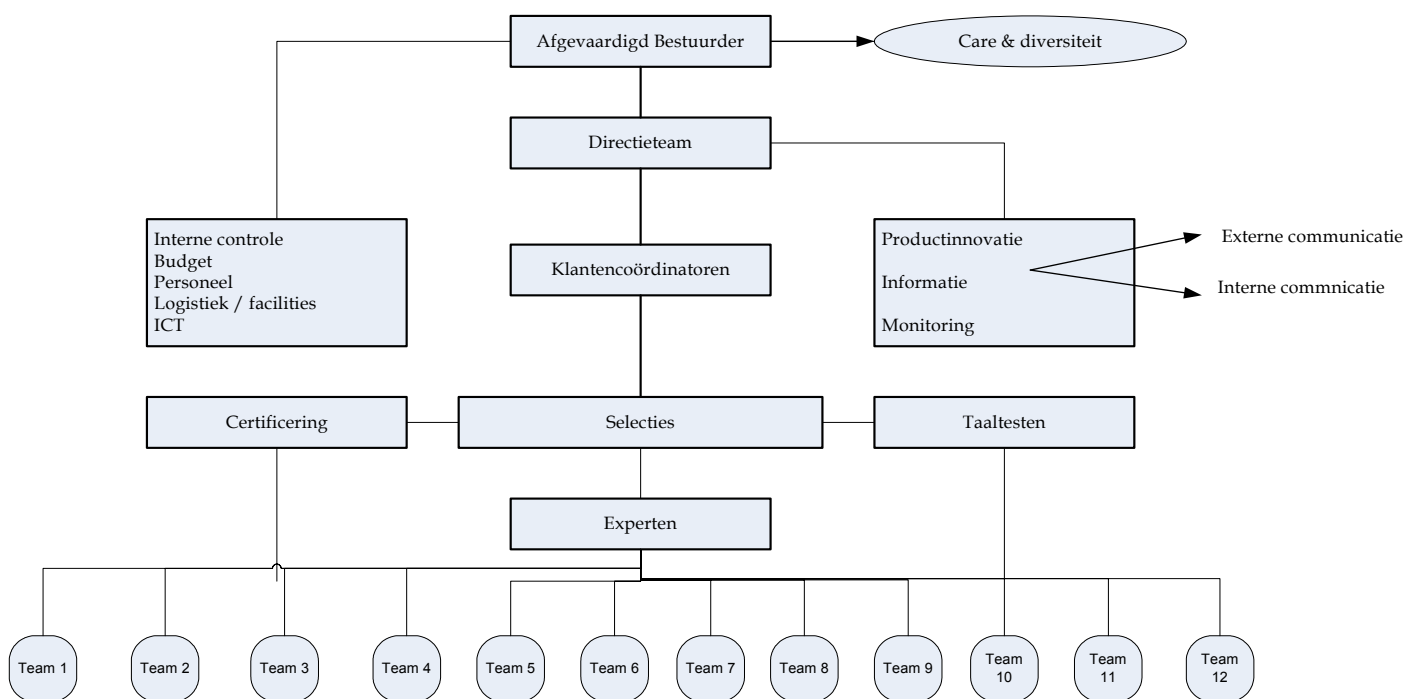 Afgevaardigd Bestuurder
Care & diversiteit
Directieteam
Interne controle
Budget
Personeel
Logistiek / facilities
ICT
Klantencoördinatoren
Productinnovatie
Informatie
Monitoring
Externe communicatie
Interne commnicatie
Certificering
Selecties
Taaltesten
Experten
Team 1
Team 2
Team 3
Team 4
Team 5
Team 6
Team 7
Team 8
Team 9
Team
10
Team
11
Team
12